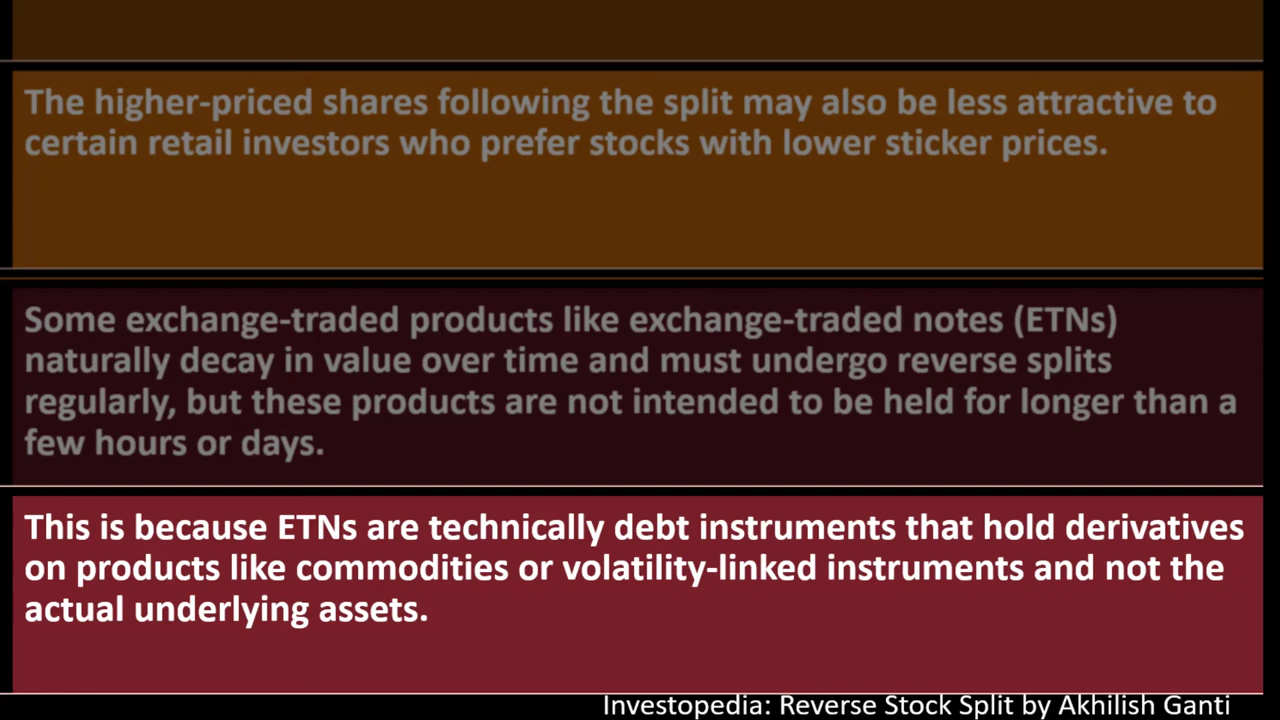 The higher-priced shares following the split may also be less attractive to
certain retail investors who prefer stocks with lower sticker prices.
Some exchange-traded products like exchange-traded notes (ETNs)
naturally decay in value over time and must undergo reverse splits
regularly, but these products are not intended to be held for longer than a
few hours or days.
This is because ETNs are technically debt instruments that hold derivatives
on products like commodities or volatility-linked instruments and not the
actual underlying assets.
Investopedia: Reverse Stock Split by Akhilish Ganti